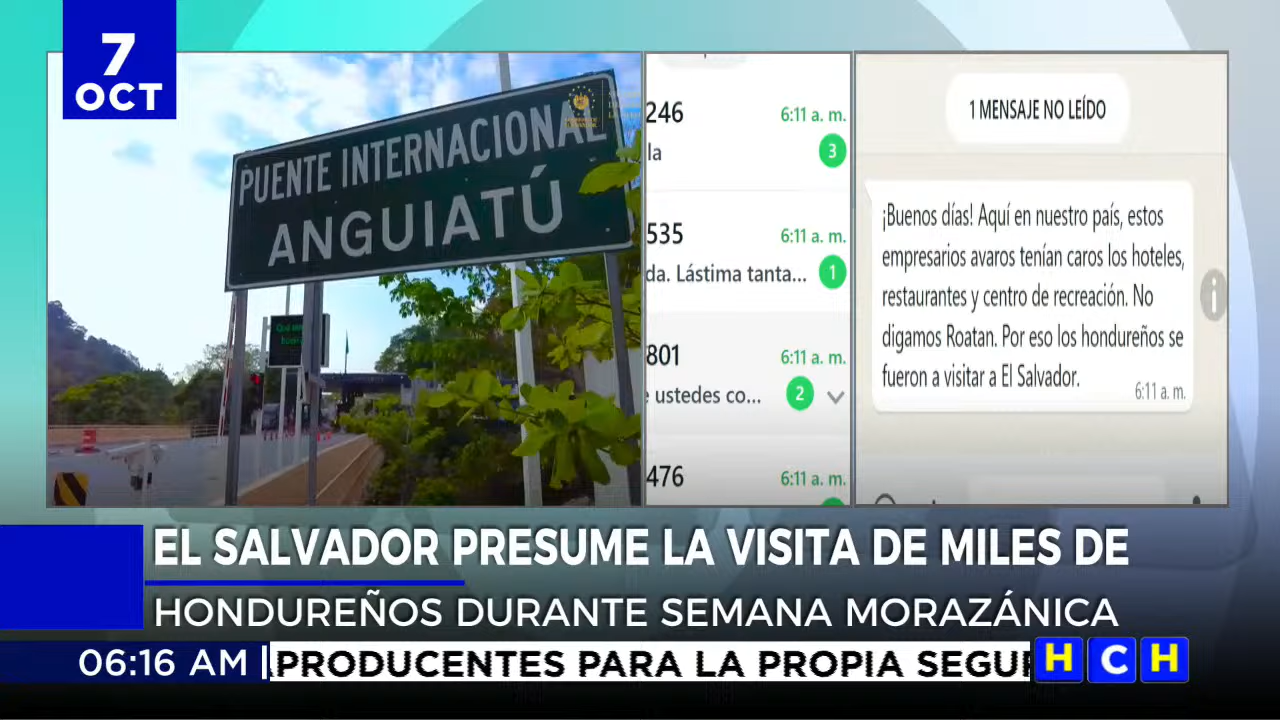 7
OCT
PUENTE INTERNACIONAL
ANGUIATÚ
246
6:11 a. m.
la
3
535
6:11 a. m.
da. Lástima tanta...
1
801
6:11 a. m.
ustedes co...
2
476
6:11 a. m.
1 MENSAJE NO LEÍDO
¡Buenos días! Aquí en nuestro país, estos
empresarios avaros tenían caros los hoteles,
restaurantes y centro de recreación. No
digamos Roatan. Por eso los hondureños se
fueron a visitar a El Salvador.
6:11 a. m.
EL SALVADOR PRESUME LA VISITA DE MILES DE
HONDUREÑOS DURANTE SEMANA MORAZÁNICA
06:16 AM
PRODUCENTES PARA LA PROPIA SEGUR
HCH